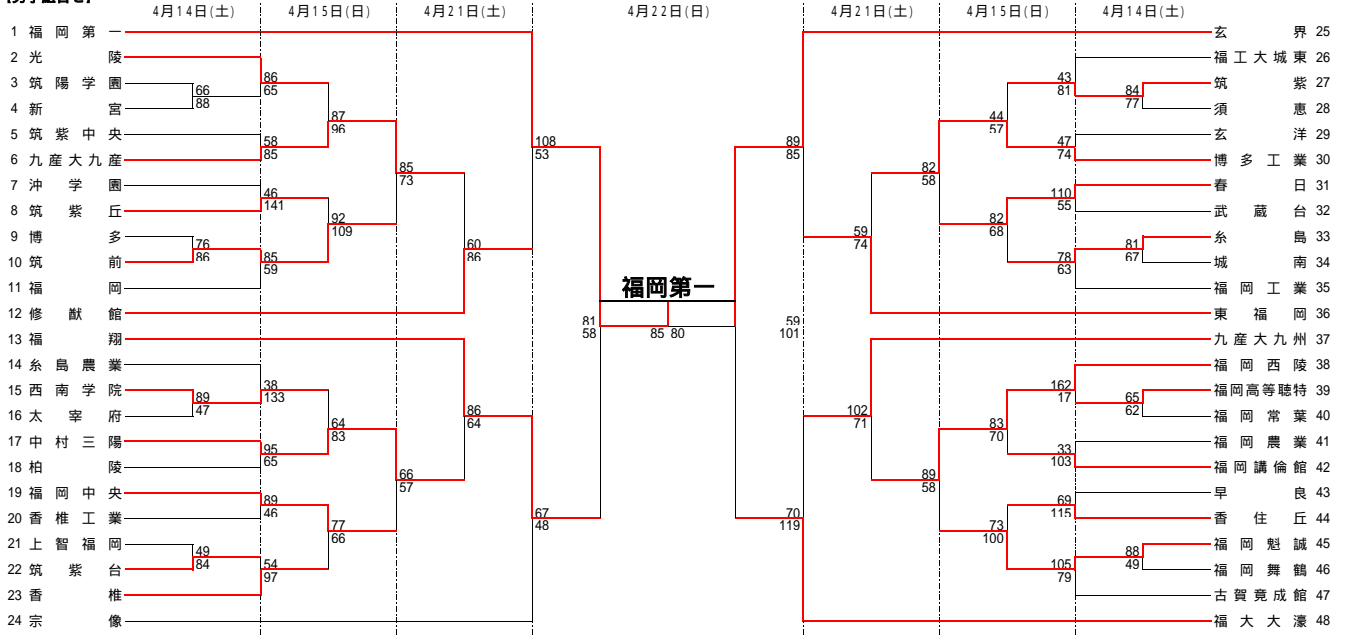 4月14日(土) 4月15日(日) 4月21日(土) 4月22日(日) 4月21日(土) 4月15日(日) 4月14日(土)
1 福岡第一
2 光陵
3 筑陽学園
4 新宮
5 筑紫中央
6 九産大九産
7 沖学園
8 筑紫丘
9 博多
10 筑前
11 福岡
12 修猷館
13 福翔
14 糸島農業
15 西南学院
16 太宰府
17 中村三陽
18 柏陵
19 福岡中央
20 香椎工業
21 上智福岡
22 筑紫台
23 香椎
24 宗像
66
88
76
86
89
47
49
84
86
65
58
85
46
141
85
59
38
133
95
65
89
46
54
97
87
96
92
109
64
83
77
66
85
73
66
57
60
86
86
64
108
53
67
48
81
58
福岡第一
85 80
59
101
89
85
70
119
59
74
102
71
82
58
89
58
44
57
82
68
83
70
73
100
43
81
47
74
110
55
78
63
162
17
33
103
69
115
105
79
84
77
81
67
65
62
88
49
玄界 25
福工大城東 26
筑紫 27
須恵 28
玄洋 29
博多工業 30
春日 31
武蔵台 32
糸島 33
城南 34
福岡工業 35
東福岡 36
九産大九州 37
福岡西陵 38
福岡高等聴特 39
福岡常葉 40
福岡農業 41
福岡講倫館 42
早良 43
香住丘 44
福岡魁誠 45
福岡舞鶴 46
古賀竟成館 47
福大大濠 48